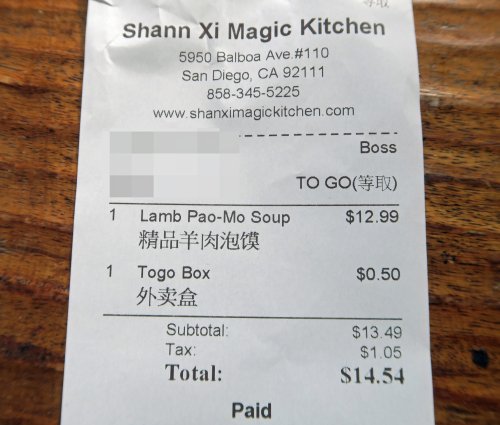 等取
Shann Xi Magic Kitchen
5950 Balboa Ave.#110
San Diego, CA 92111
858-345-5225
www.shanximagickitchen.com
Boss
TO GO(等取)
1 Lamb Pao-Mo Soup $12.99
精品羊肉泡馍
1 Togo Box $0.50
外卖盒
Subtotal: $13.49
Tax: $1.05
Total: $14.54
Paid